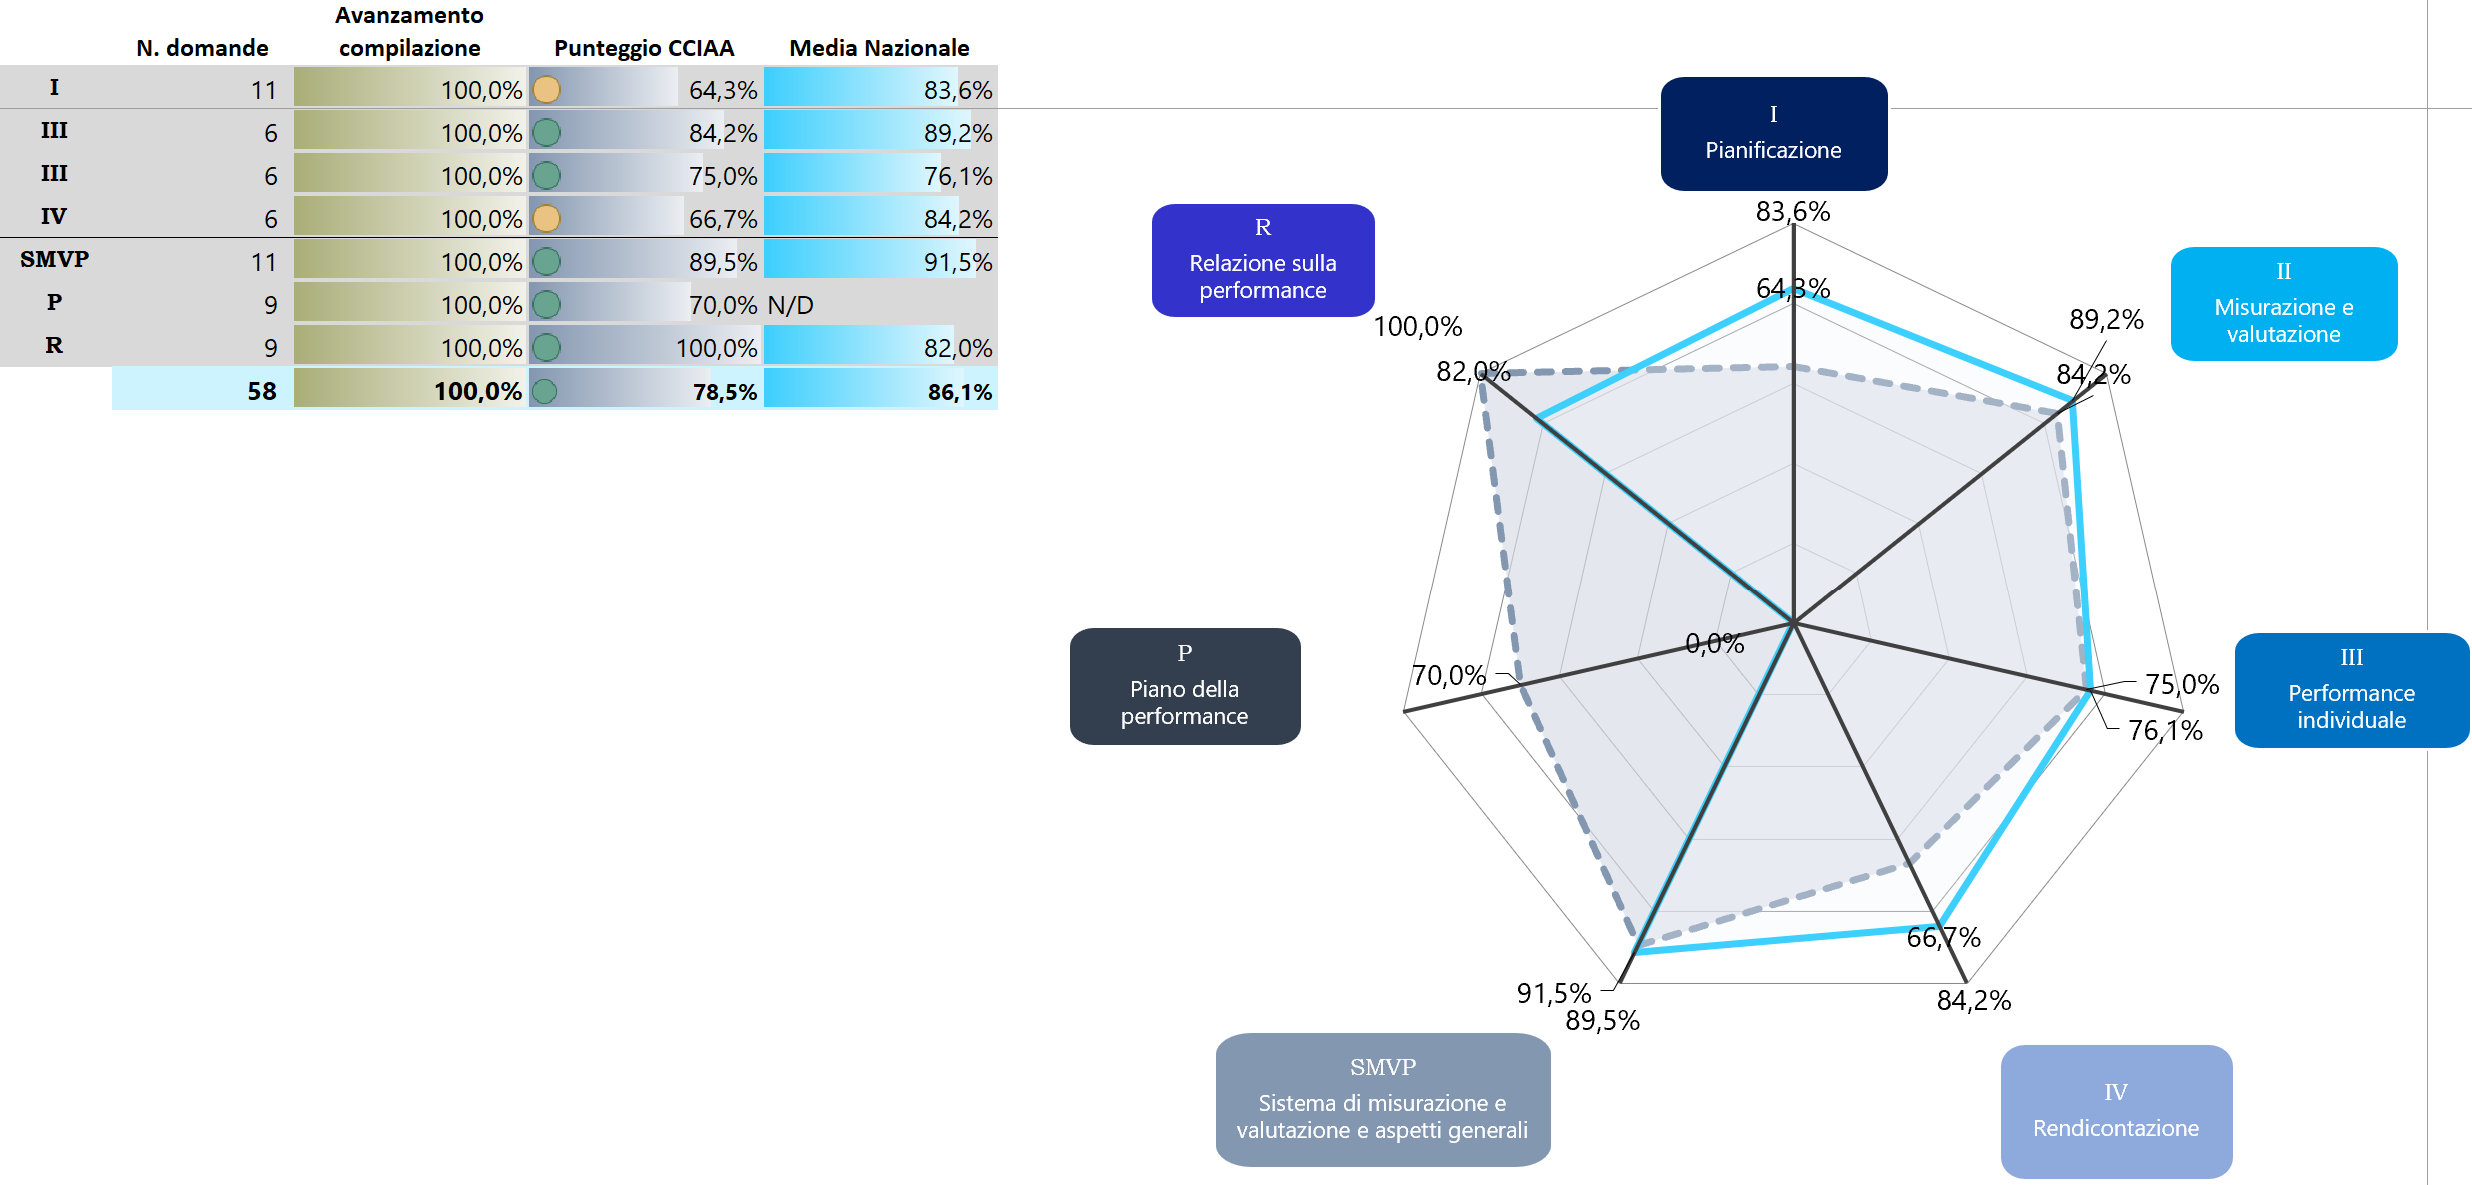 Avanzamento
N. domande compilazione Punteggio CCIAA Media Nazionale
I 11 100,0% 64,3% 83,6%
III 6 100,0% 84,2% 89,2%
III 6 100,0% 75,0% 76,1%
IV 6 100,0% 66,7% 84,2%
SMVP 11 100,0% 89,5% 91,5%
P 9 100,0% 70,0% N/D
R 9 100,0% 100,0% 82,0%
58 100,0% 78,5% 86,1%
I
Pianificazione
83,6%
64,3%
R
Relazione sulla
performance
100,0%
82,0%
II
Misurazione e
valutazione
89,2%
84,2%
P
Piano della
performance
70,0%
0,0%
III
Performance
individuale
75,0%
76,1%
66,7%
84,2%
91,5%
89,5%
SMVP
Sistema di misurazione e
valutazione e aspetti generali
IV
Rendicontazione